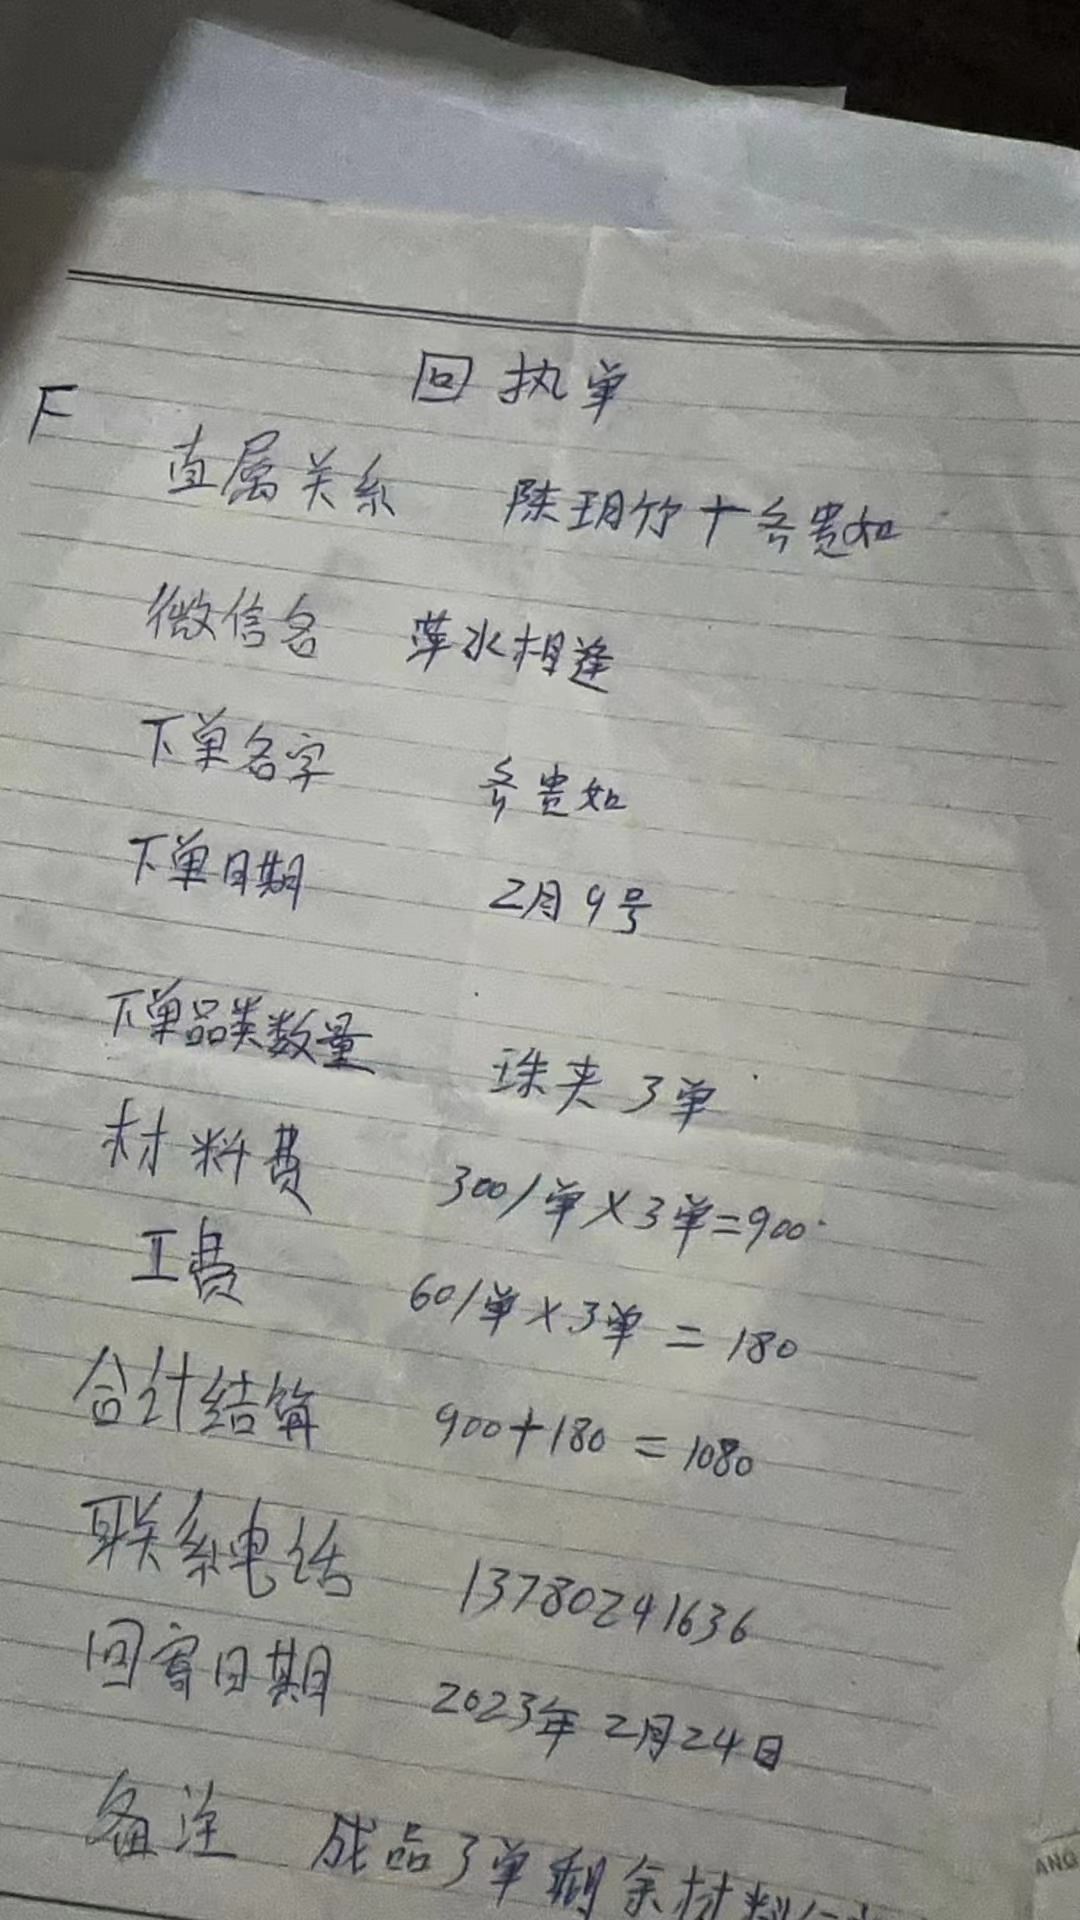 回执单
F
直属关系 陈玥竹+齐贵如
微信名 萍水相逢
下单名字 齐贵如
下单日期 2月9号
下单品类数量 珠夹3单
材料费 300/单×3单=900
工费 60/单×3单=180
合计结算 900+180=1080
联系电话 13780241636
回寄日期 2023年2月24日
备注 成品3单剩余材料
ANG